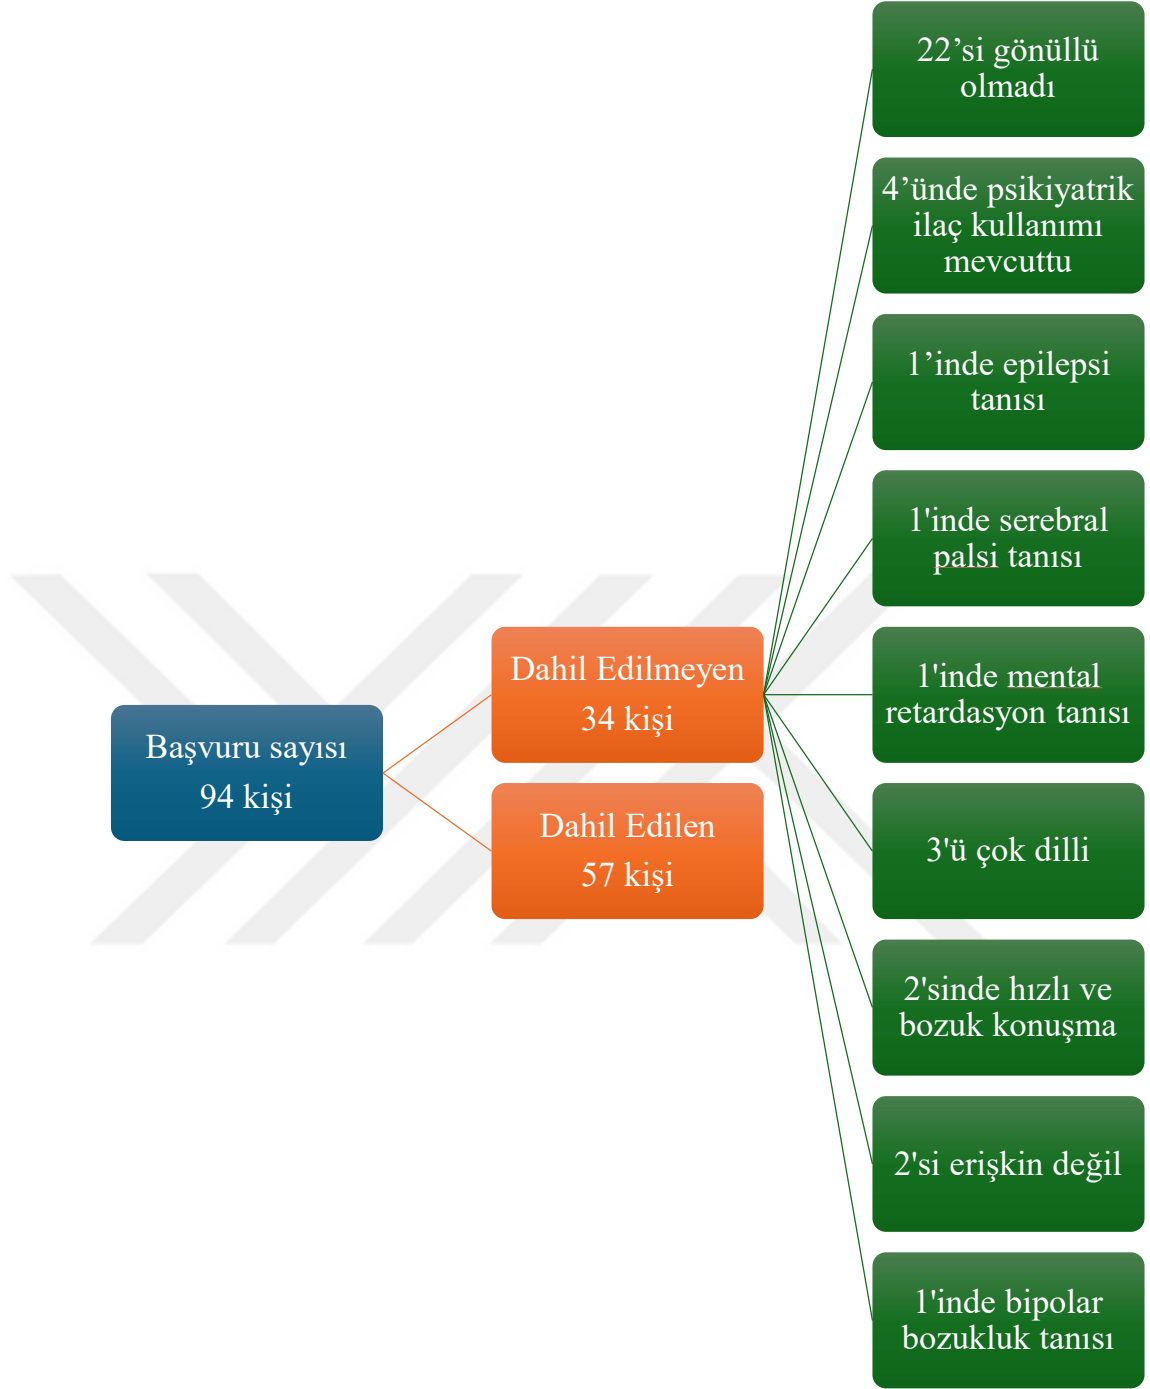 Başvuru sayısı
94 kişi
Dahil Edilmeyen
34 kişi
Dahil Edilen
57 kişi
22’si gönüllü
olmadı
4’ünde psikiyatrik
ilaç kullanımı
mevcuttu
1’inde epilepsi
tanısı
1'inde serebral
palsi tanısı
1'inde mental
retardasyon tanısı
3'ü çok dilli
2'sinde hızlı ve
bozuk konuşma
2'si erişkin değil
1'inde bipolar
bozukluk tanısı